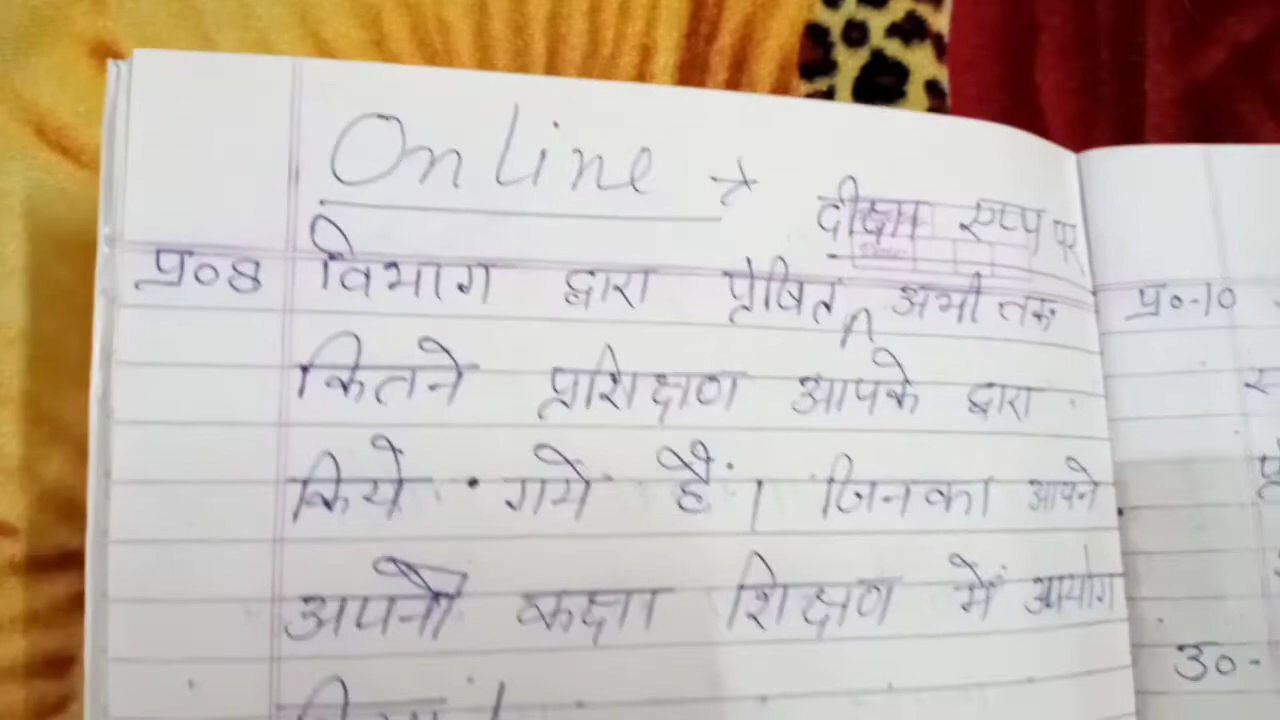 Online →
दीक्षा एप्प पर
प्र०8 विभाग द्वारा प्रेषित अभी तक
कितने प्रशिक्षण आपके द्वारा
किये गये हैं। जिनका आपने
अपनी कक्षा शिक्षण में उपयोग
प्र०-10
उ०-